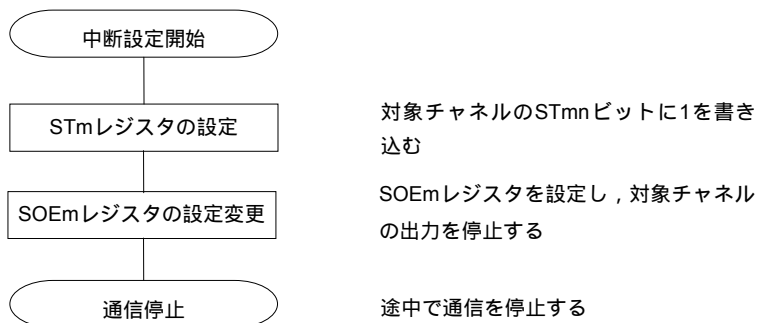 中断設定開始
STmレジスタの設定
対象チャネルのSTmnビットに1を書き
込む
SOEmレジスタの設定変更
SOEmレジスタを設定し，対象チャネル
の出力を停止する
通信停止
途中で通信を停止する